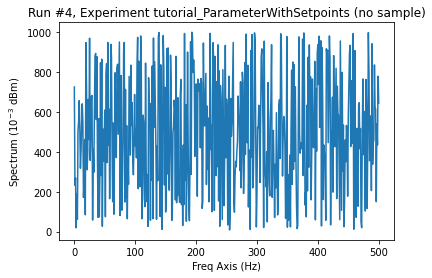 Run #4, Experiment tutorial_ParameterWithSetpoints (no sample)
1000
800
600
400
200
0
Spectrum (10⁻³ dBm)
0 100 200 300 400 500
Freq Axis (Hz)